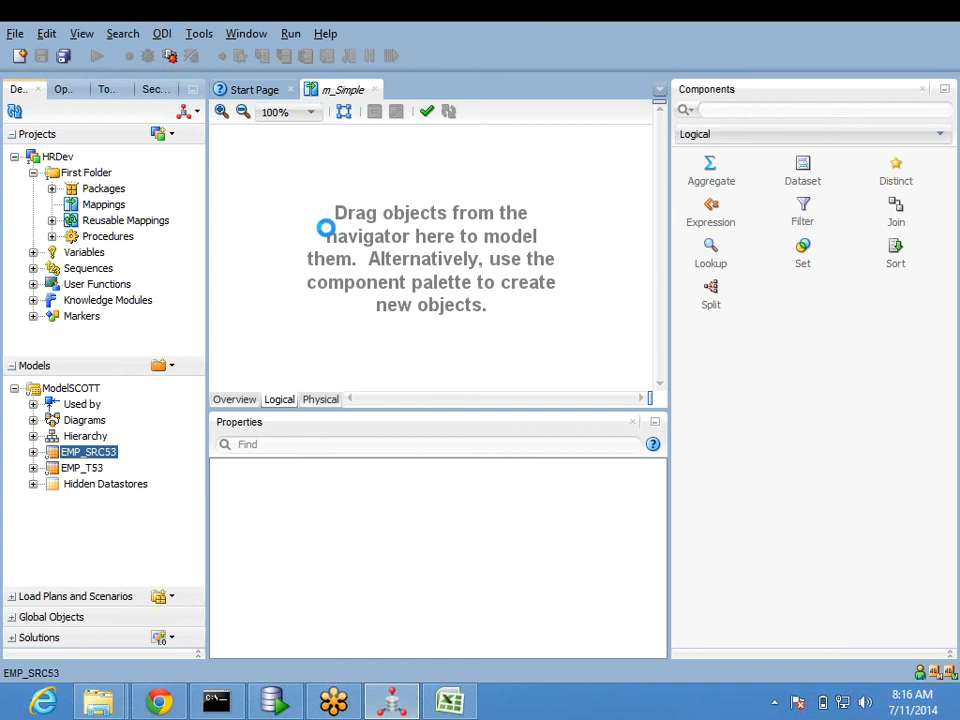 File Edit View Search ODI Tools Window Run Help
De.. Op.. To... Sec... Start Page m_Simple Components
100%
Projects
Logical
HRDev
First Folder
Packages
Mappings
Reusable Mappings
Procedures
Variables
Sequences
User Functions
Knowledge Modules
Markers
Drag objects from the
navigator here to model
them. Alternatively, use the
component palette to create
new objects.
Aggregate Dataset Distinct
Expression Filter Join
Lookup Set Sort
Split
Models
ModelSCOTT
Used by
Diagrams
Hierarchy
EMP_SRC53
EMP_T53
Hidden Datastores
Overview Logical Physical
Properties
Find
Load Plans and Scenarios
Global Objects
Solutions
EMP_SRC53
8:16 AM
7/11/2014